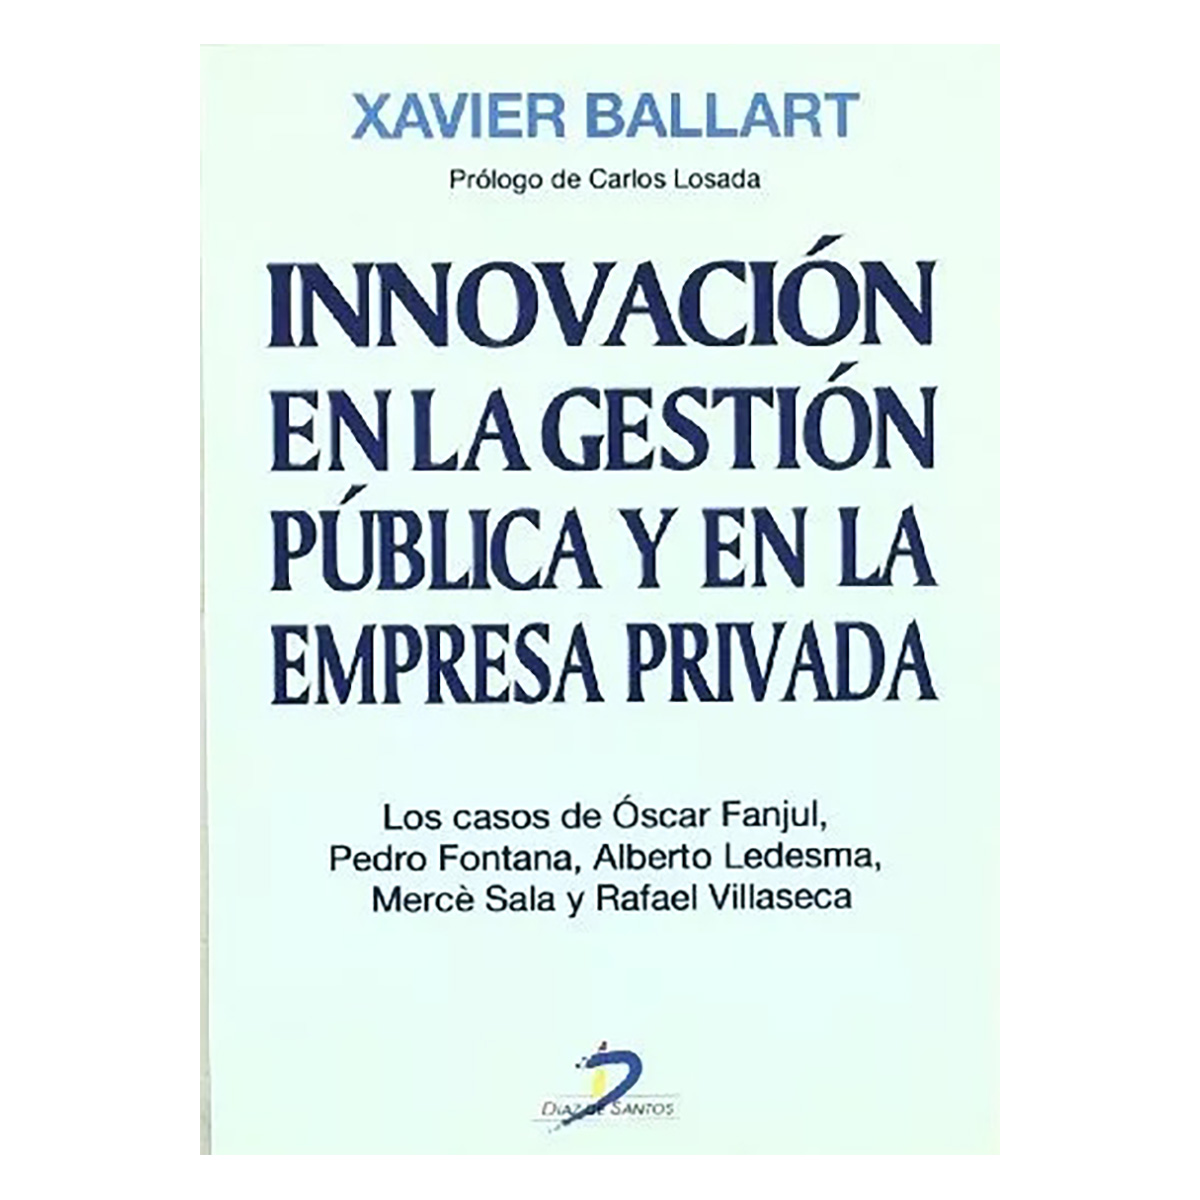 XAVIER BALLART
Prólogo de Carlos Losada
INNOVACIÓN
EN LA GESTIÓN
PÚBLICA Y EN LA
EMPRESA PRIVADA
Los casos de Óscar Fanjul,
Pedro Fontana, Alberto Ledesma,
Mercè Sala y Rafael Villaseca
DÍAZ DE SANTOS